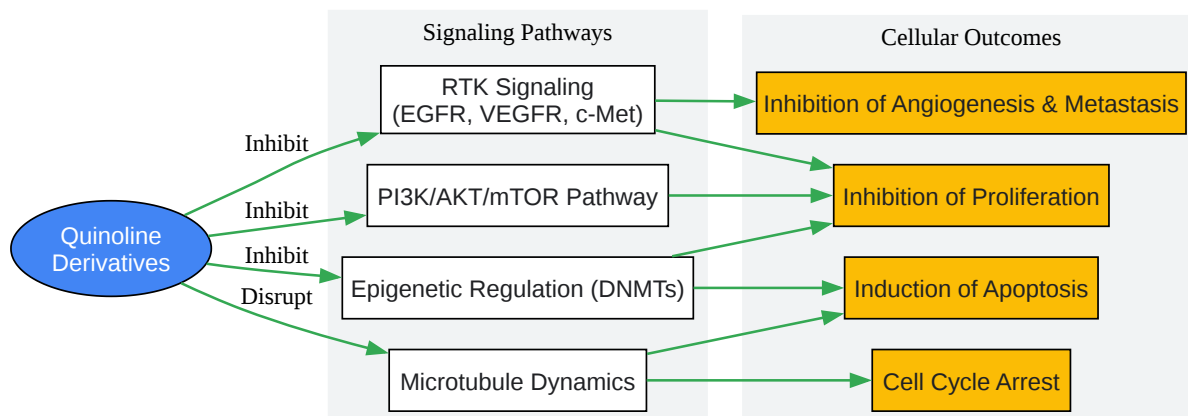 Signaling Pathways
Cellular Outcomes
RTK Signaling
(EGFR, VEGFR, c-Met)
Inhibition of Angiogenesis & Metastasis
Inhibit
PI3K/AKT/mTOR Pathway
Inhibition of Proliferation
Inhibit
Quinoline
Derivatives
Inhibit
Epigenetic Regulation (DNMTs)
Induction of Apoptosis
Disrupt
Microtubule Dynamics
Cell Cycle Arrest